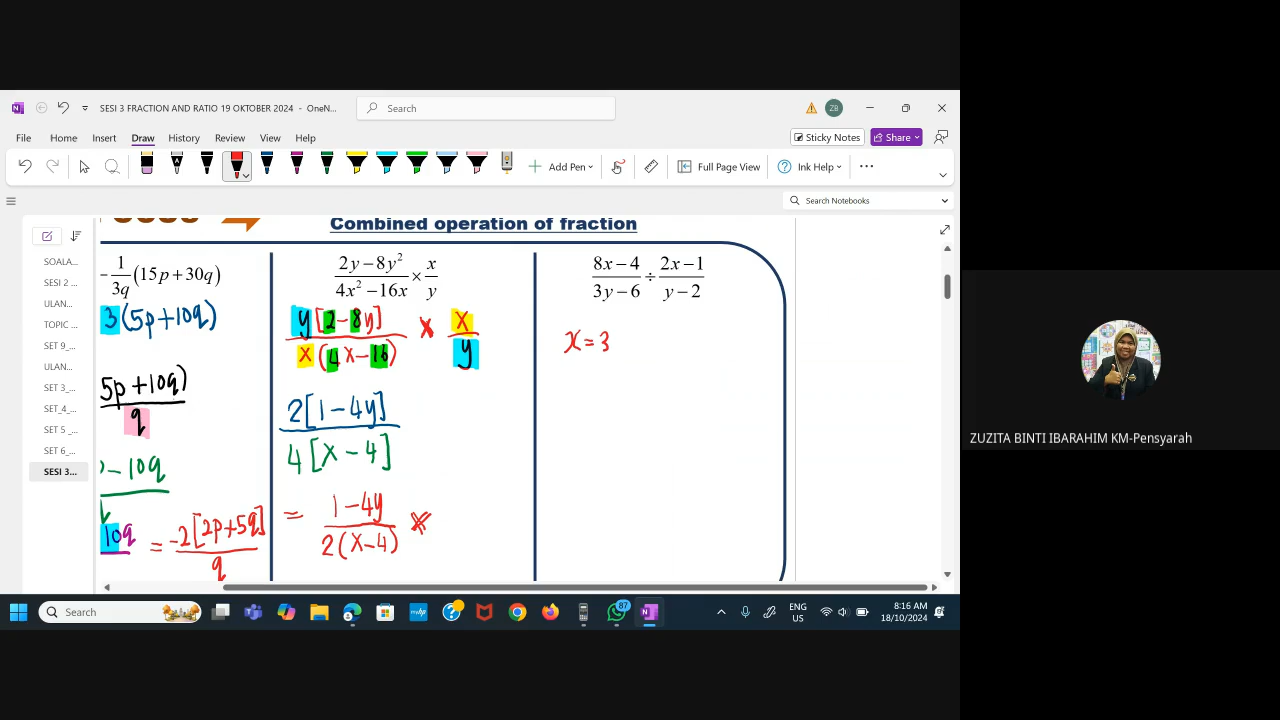 SESI 3 FRACTION AND RATIO 19 OKTOBER 2024 - OneN...
Search
ZB
File Home Insert Draw History Review View Help
Sticky Notes
Share
Add Pen
Full Page View
Ink Help
Search Notebooks
Combined operation of fraction
SOALA...
SESI 2 ...
ULAN...
TOPIC ...
SET 9_...
ULAN...
SET 3_...
SET_4 ...
SET 5 _...
SET 6_...
SESI 3...
-1/3q (15p + 30q)
3(5p+10q)
5p+10q)
q
)-10q
10q = -2[2p+5q]/q
(2y-8y²)/(4x²-16x) × x/y
y[2-8y]/x(4x-16) × x/y
2[1-4y]
4[x-4]
= 1-4y/2(x-4)
(8x-4)/(3y-6) ÷ (2x-1)/(y-2)
x=3
ZUZITA BINTI IBARAHIM KM-Pensyarah
Search
87
ENG
US
8:16 AM
18/10/2024